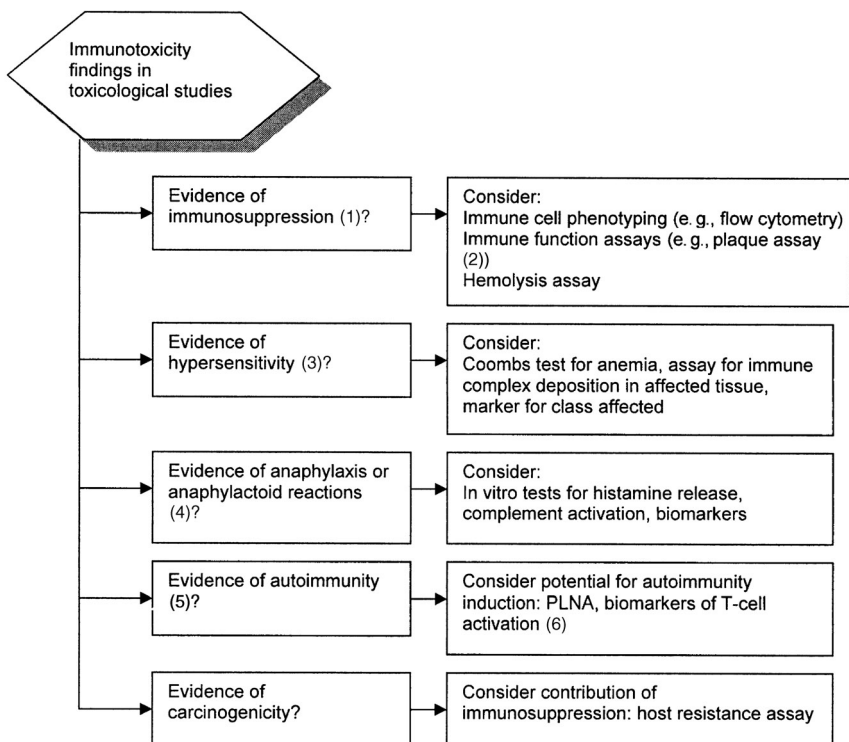 Immunotoxicity
findings in
toxicological studies
Evidence of
immunosuppression (1)?
Consider:
Immune cell phenotyping (e. g., flow cytometry)
Immune function assays (e. g., plaque assay
(2))
Hemolysis assay
Evidence of
hypersensitivity (3)?
Consider:
Coombs test for anemia, assay for immune
complex deposition in affected tissue,
marker for class affected
Evidence of anaphylaxis or
anaphylactoid reactions
(4)?
Consider:
In vitro tests for histamine release,
complement activation, biomarkers
Evidence of autoimmunity
(5)?
Consider potential for autoimmunity
induction: PLNA, biomarkers of T-cell
activation (6)
Evidence of
carcinogenicity?
Consider contribution of
immunosuppression: host resistance assay